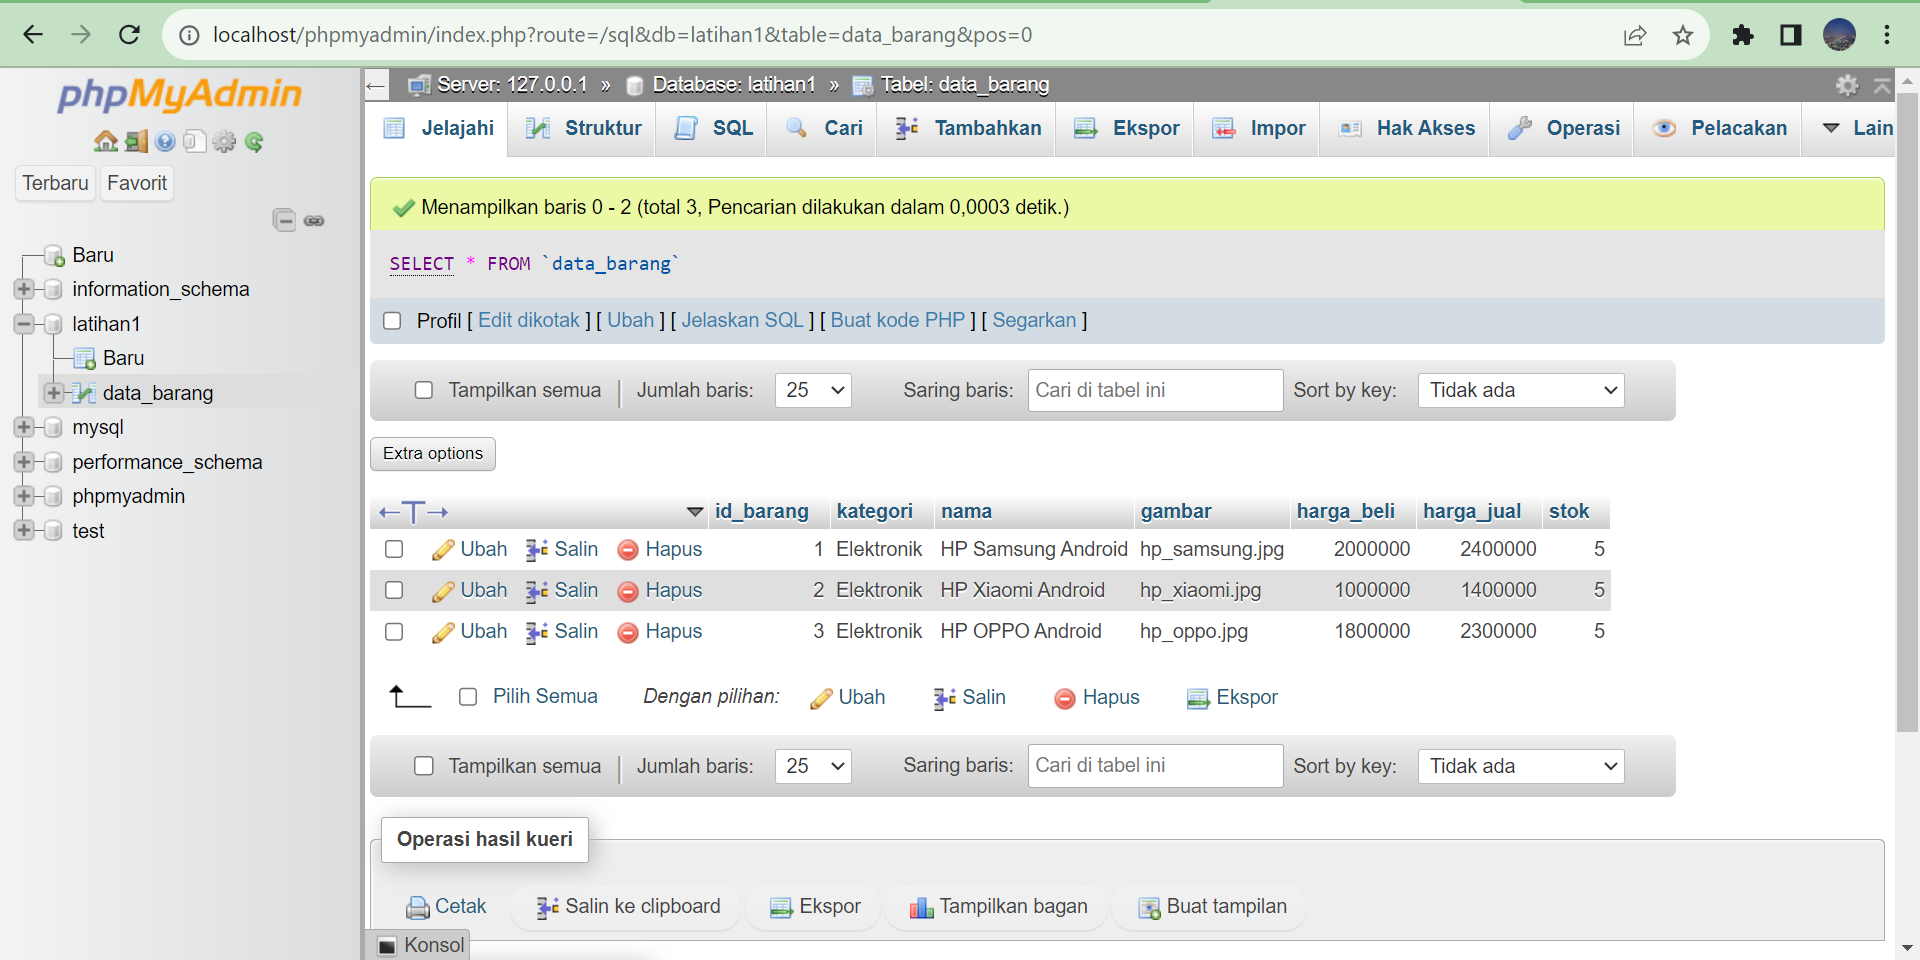 localhost/phpmyadmin/index.php?route=/sql&db=latihan1&table=data_barang&pos=0
phpMyAdmin
Terbaru Favorit
Baru
information_schema
latihan1
Baru
data_barang
mysql
performance_schema
phpmyadmin
test
Server: 127.0.0.1 » Database: latihan1 » Tabel: data_barang
Jelajahi Struktur SQL Cari Tambahkan Ekspor Impor Hak Akses Operasi Pelacakan Lain
Menampilkan baris 0 - 2 (total 3, Pencarian dilakukan dalam 0,0003 detik.)
SELECT * FROM `data_barang`
Profil [ Edit dikotak ] [ Ubah ] [ Jelaskan SQL ] [ Buat kode PHP ] [ Segarkan ]
Tampilkan semua | Jumlah baris: 25 Saring baris: Cari di tabel ini Sort by key: Tidak ada
Extra options
←T→ id_barang kategori nama gambar harga_beli harga_jual stok
Ubah Salin Hapus 1 Elektronik HP Samsung Android hp_samsung.jpg 2000000 2400000 5
Ubah Salin Hapus 2 Elektronik HP Xiaomi Android hp_xiaomi.jpg 1000000 1400000 5
Ubah Salin Hapus 3 Elektronik HP OPPO Android hp_oppo.jpg 1800000 2300000 5
Pilih Semua Dengan pilihan: Ubah Salin Hapus Ekspor
Tampilkan semua | Jumlah baris: 25 Saring baris: Cari di tabel ini Sort by key: Tidak ada
Operasi hasil kueri
Cetak Salin ke clipboard Ekspor Tampilkan bagan Buat tampilan
Konsol